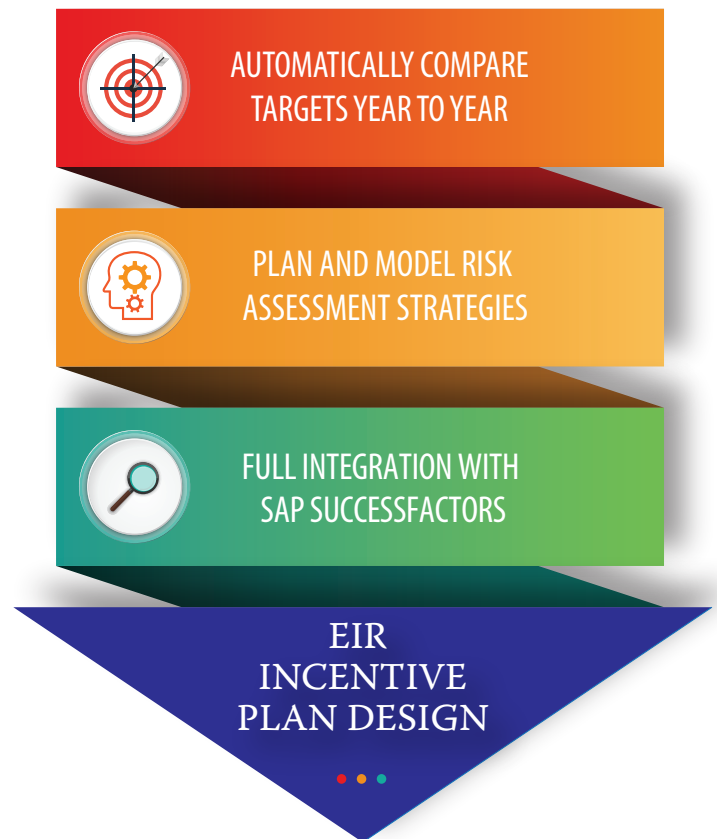 AUTOMATICALLY COMPARE
TARGETS YEAR TO YEAR
PLAN AND MODEL RISK
ASSESSMENT STRATEGIES
FULL INTEGRATION WITH
SAP SUCCESSFACTORS
EIR
INCENTIVE
PLAN DESIGN